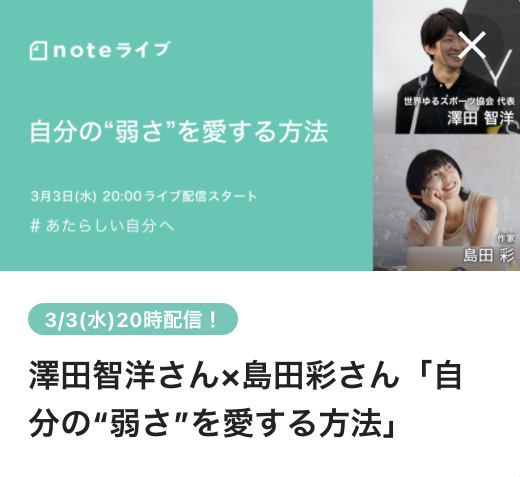 noteライブ
自分の“弱さ”を愛する方法
3月3日(水) 20:00ライブ配信スタート
# あたらしい自分へ
世界ゆるスポーツ協会 代表
澤田 智洋
作家
島田 彩
3/3(水)20時配信！
澤田智洋さん×島田彩さん「自
分の“弱さ”を愛する方法」